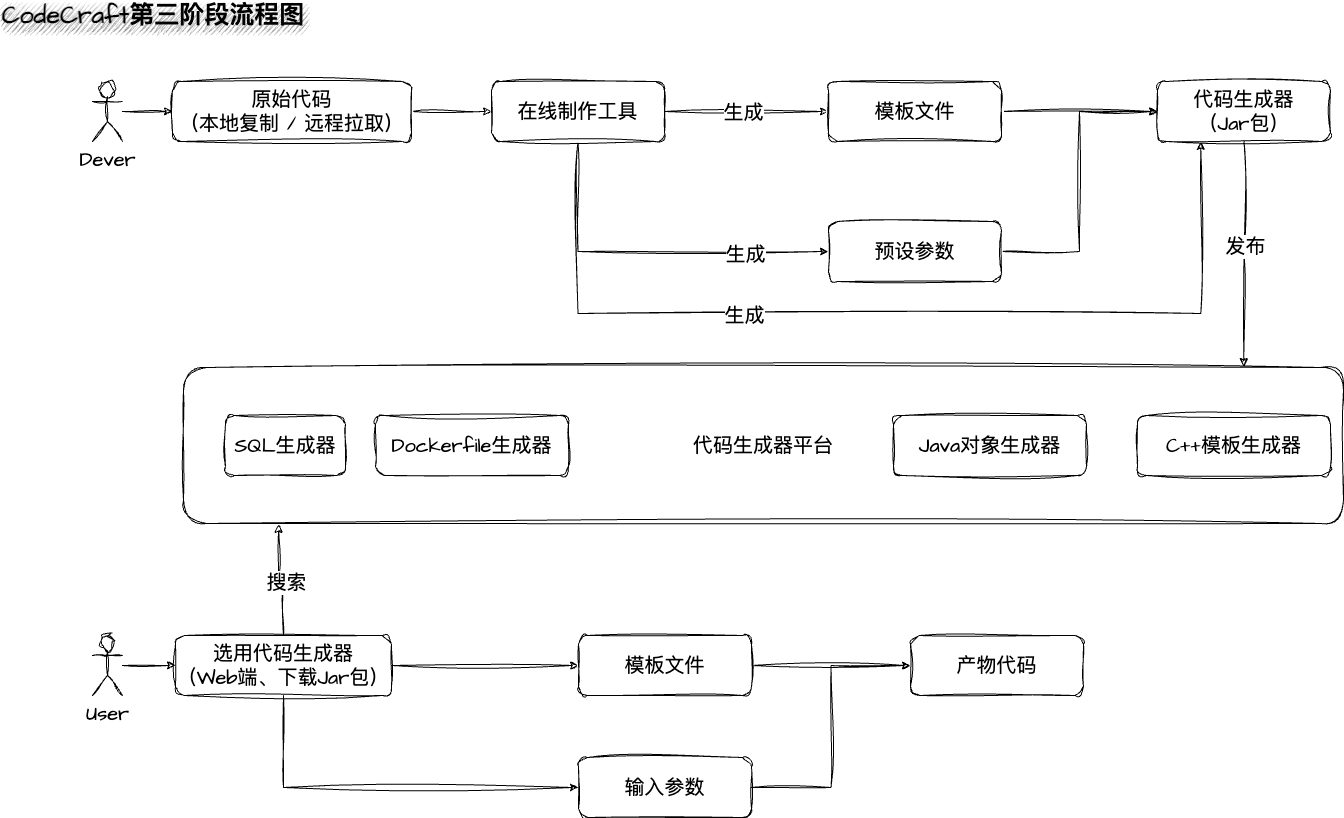 CodeCraft第三阶段流程图
原始代码
（本地复制 / 远程拉取）
在线制作工具
生成
模板文件
代码生成器
（Jar包）
Dever
发布
生成
预设参数
生成
SQL生成器
Dockerfile生成器
代码生成器平台
Java对象生成器
C++模板生成器
搜索
选用代码生成器
（Web端、下载Jar包）
模板文件
产物代码
User
输入参数